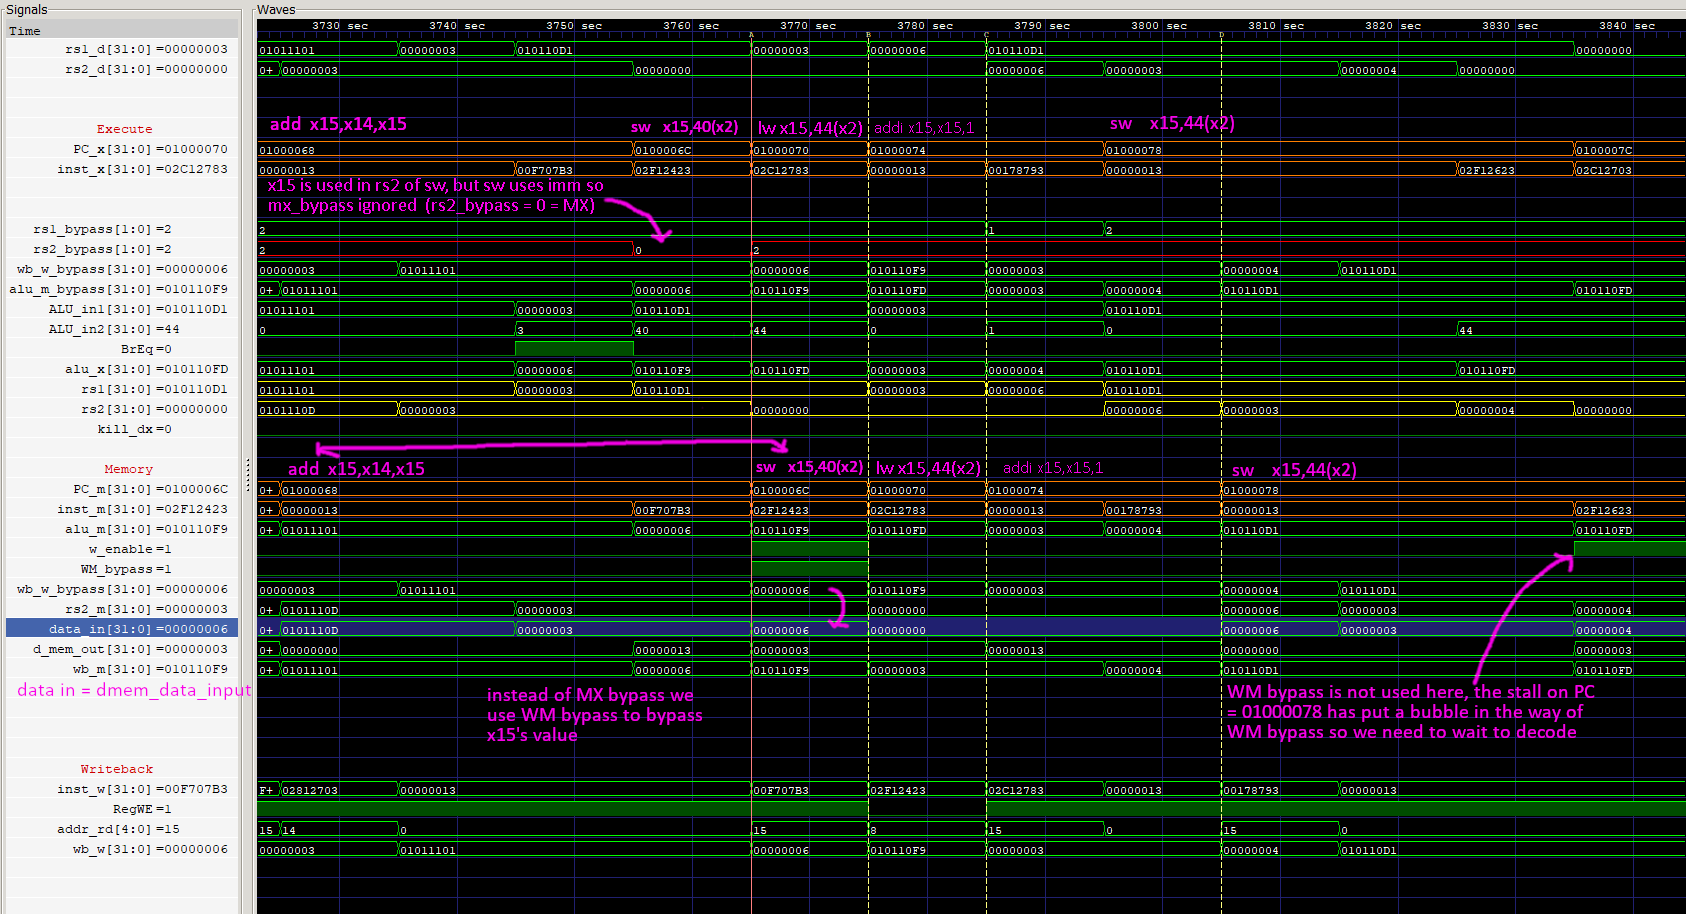 Signals
Waves
Time
3730 sec 3740 sec 3750 sec 3760 sec 3770 sec 3780 sec 3790 sec 3800 sec 3810 sec 3820 sec 3830 sec 3840 sec
A B C D
rs1_d[31:0] =00000003 01011101 00000003 010110D1 00000003 00000006 010110D1 00000000
rs2_d[31:0] =00000000 0+ 00000003 00000000 00000006 00000003 00000004 00000000
add x15,x14,x15 sw x15,40(x2) lw x15,44(x2) addi x15,x15,1 sw x15,44(x2)
Execute
PC_x[31:0] =01000070 01000068 0100006C 01000070 01000074 01000078 0100007C
inst_x[31:0] =02C12783 00000013 00F707B3 02F12423 02C12783 00000013 00178793 00000013 02F12623 02C12703
x15 is used in rs2 of sw, but sw uses imm so
mx_bypass ignored (rs2_bypass = 0 = MX)
rs1_bypass[1:0] =2 2 1 2
rs2_bypass[1:0] =2 2 0 2
wb_w_bypass[31:0] =00000006 00000003 01011101 00000006 010110F9 00000003 00000004 010110D1
alu_m_bypass[31:0] =010110F9 0+ 01011101 00000006 010110F9 010110FD 00000003 00000004 010110D1 010110FD
ALU_in1[31:0] =010110D1 01011101 00000003 010110D1 00000003 010110D1
ALU_in2[31:0] =44 0 3 40 44 0 1 0 44
BrEq =0
alu_x[31:0] =010110FD 01011101 00000006 010110F9 010110FD 00000003 00000004 010110D1 010110FD
rs1[31:0] =010110D1 01011101 00000003 010110D1 00000003 00000006 010110D1
rs2[31:0] =00000000 0101110D 00000003 00000000 00000006 00000003 00000004 00000000
kill_dx =0
add x15,x14,x15 sw x15,40(x2) lw x15,44(x2) addi x15,x15,1 sw x15,44(x2)
Memory
PC_m[31:0] =0100006C 0+ 01000068 0100006C 01000070 01000074 01000078
inst_m[31:0] =02F12423 0+ 00000013 00F707B3 02F12423 02C12783 00000013 00178793 00000013 02F12623
alu_m[31:0] =010110F9 0+ 01011101 00000006 010110F9 010110FD 00000003 00000004 010110D1 010110FD
w_enable =1
WM_bypass =1
wb_w_bypass[31:0] =00000006 00000003 01011101 00000006 010110F9 00000003 00000004 010110D1
rs2_m[31:0] =00000003 0+ 0101110D 00000003 00000000 00000006 00000003 00000004
data_in[31:0] =00000006 0+ 0101110D 00000003 00000006 00000000 00000006 00000003 00000004
d_mem_out[31:0] =00000003 0+ 00000000 00000013 00000003 00000013 00000000 00000003
wb_m[31:0] =010110F9 0+ 01011101 00000006 010110F9 00000003 00000004 010110D1 010110FD
data in = dmem_data_input
instead of MX bypass we
use WM bypass to bypass
x15's value
WM bypass is not used here, the stall on PC
= 01000078 has put a bubble in the way of
WM bypass so we need to wait to decode
Writeback
inst_w[31:0] =00F707B3 F+ 02812703 00000013 00F707B3 02F12423 02C12783 00000013 00178793 00000013
RegWE =1
addr_rd[4:0] =15 15 14 0 15 8 15 0 15 0
wb_w[31:0] =00000006 00000003 01011101 00000006 010110F9 00000003 00000004 010110D1